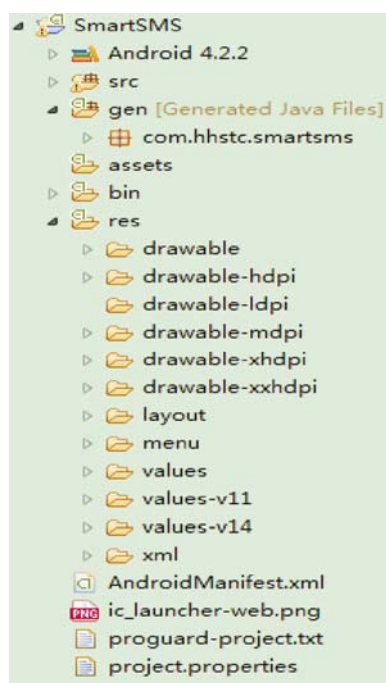 SmartSMS
Android 4.2.2
src
gen [Generated Java Files]
com.hhstc.smartsms
assets
bin
res
drawable
drawable-hdpi
drawable-ldpi
drawable-mdpi
drawable-xhdpi
drawable-xxhdpi
layout
menu
values
values-v11
values-v14
xml
AndroidManifest.xml
ic_launcher-web.png
proguard-project.txt
project.properties